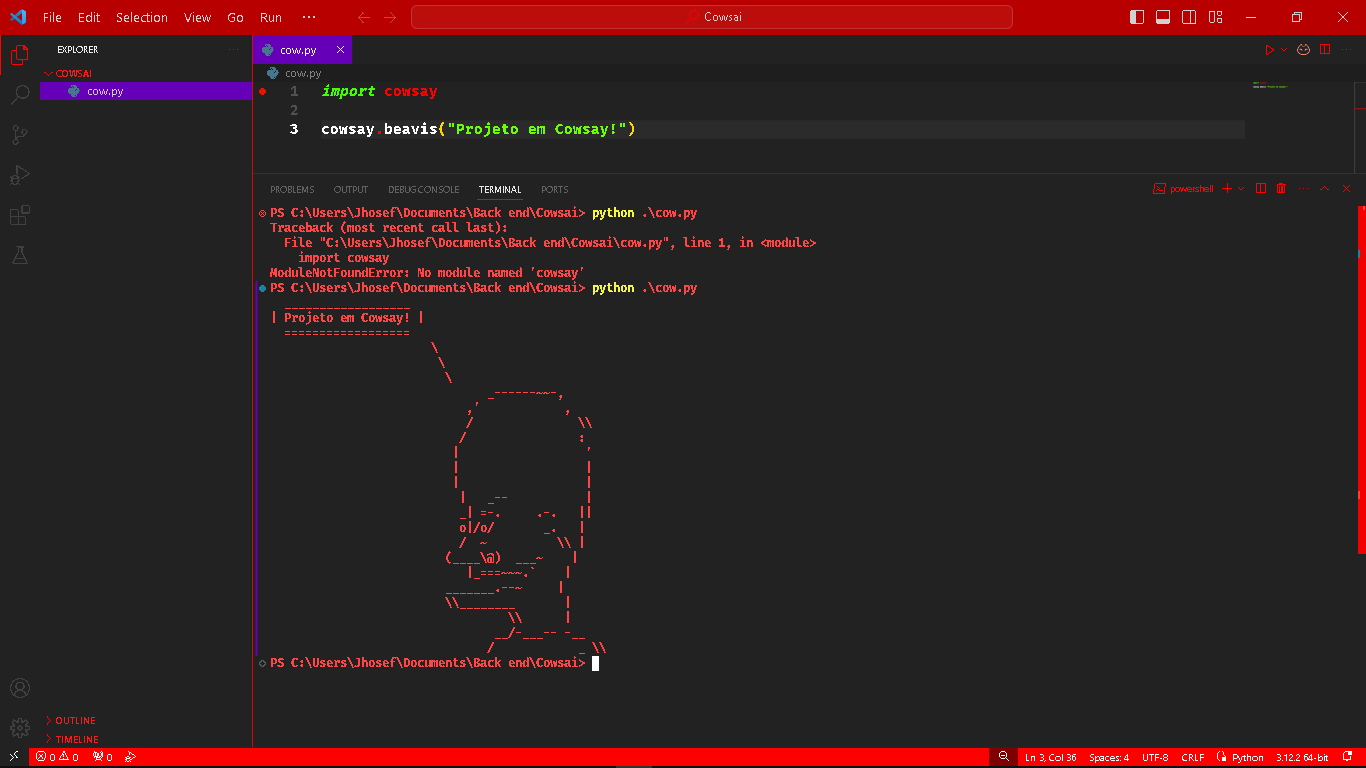 File Edit Selection View Go Run ··· Cowsai
EXPLORER ···
COWSAI
cow.py
cow.py
cow.py
1 import cowsay
2
3 cowsay.beavis("Projeto em Cowsay!")
PROBLEMS OUTPUT DEBUG CONSOLE TERMINAL PORTS powershell
PS C:\Users\Jhosef\Documents\Back end\Cowsai> python .\cow.py
Traceback (most recent call last):
  File "C:\Users\Jhosef\Documents\Back end\Cowsai\cow.py", line 1, in <module>
    import cowsay
ModuleNotFoundError: No module named 'cowsay'
PS C:\Users\Jhosef\Documents\Back end\Cowsai> python .\cow.py
  __________________
| Projeto em Cowsay! |
  ==================
                       \
                        \
                         \
                               _------~~-,
                            ,'            ,
                            /               \\
                           /                :
                          |                  '
                          |                  |
                          |                  |
                           |   _--           |
                           _| =-.     .-.   ||
                           o|/o/       _.   |
                           /  ~          \\ |
                         (____\@)  ___~    |
                            |_===~~~.`    |
                         _______.--~     |
                         \\________       |
                                  \\      |
                                __/-___-- -__
                               /            _ \\
PS C:\Users\Jhosef\Documents\Back end\Cowsai>
OUTLINE
TIMELINE
0 0 0 Ln 3, Col 36 Spaces: 4 UTF-8 CRLF Python 3.12.2 64-bit